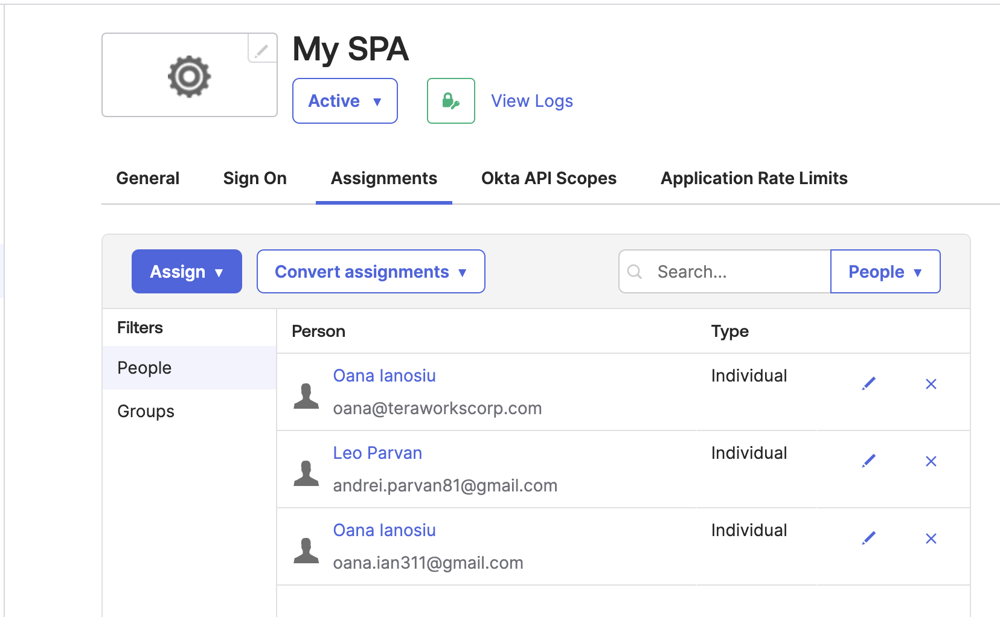 My SPA
Active ▼
View Logs
General Sign On Assignments Okta API Scopes Application Rate Limits
Assign ▼ Convert assignments ▼ Search... People ▼
Filters
People
Groups
Person Type
Oana Ianosiu Individual
oana@teraworkscorp.com
Leo Parvan Individual
andrei.parvan81@gmail.com
Oana Ianosiu Individual
oana.ian311@gmail.com